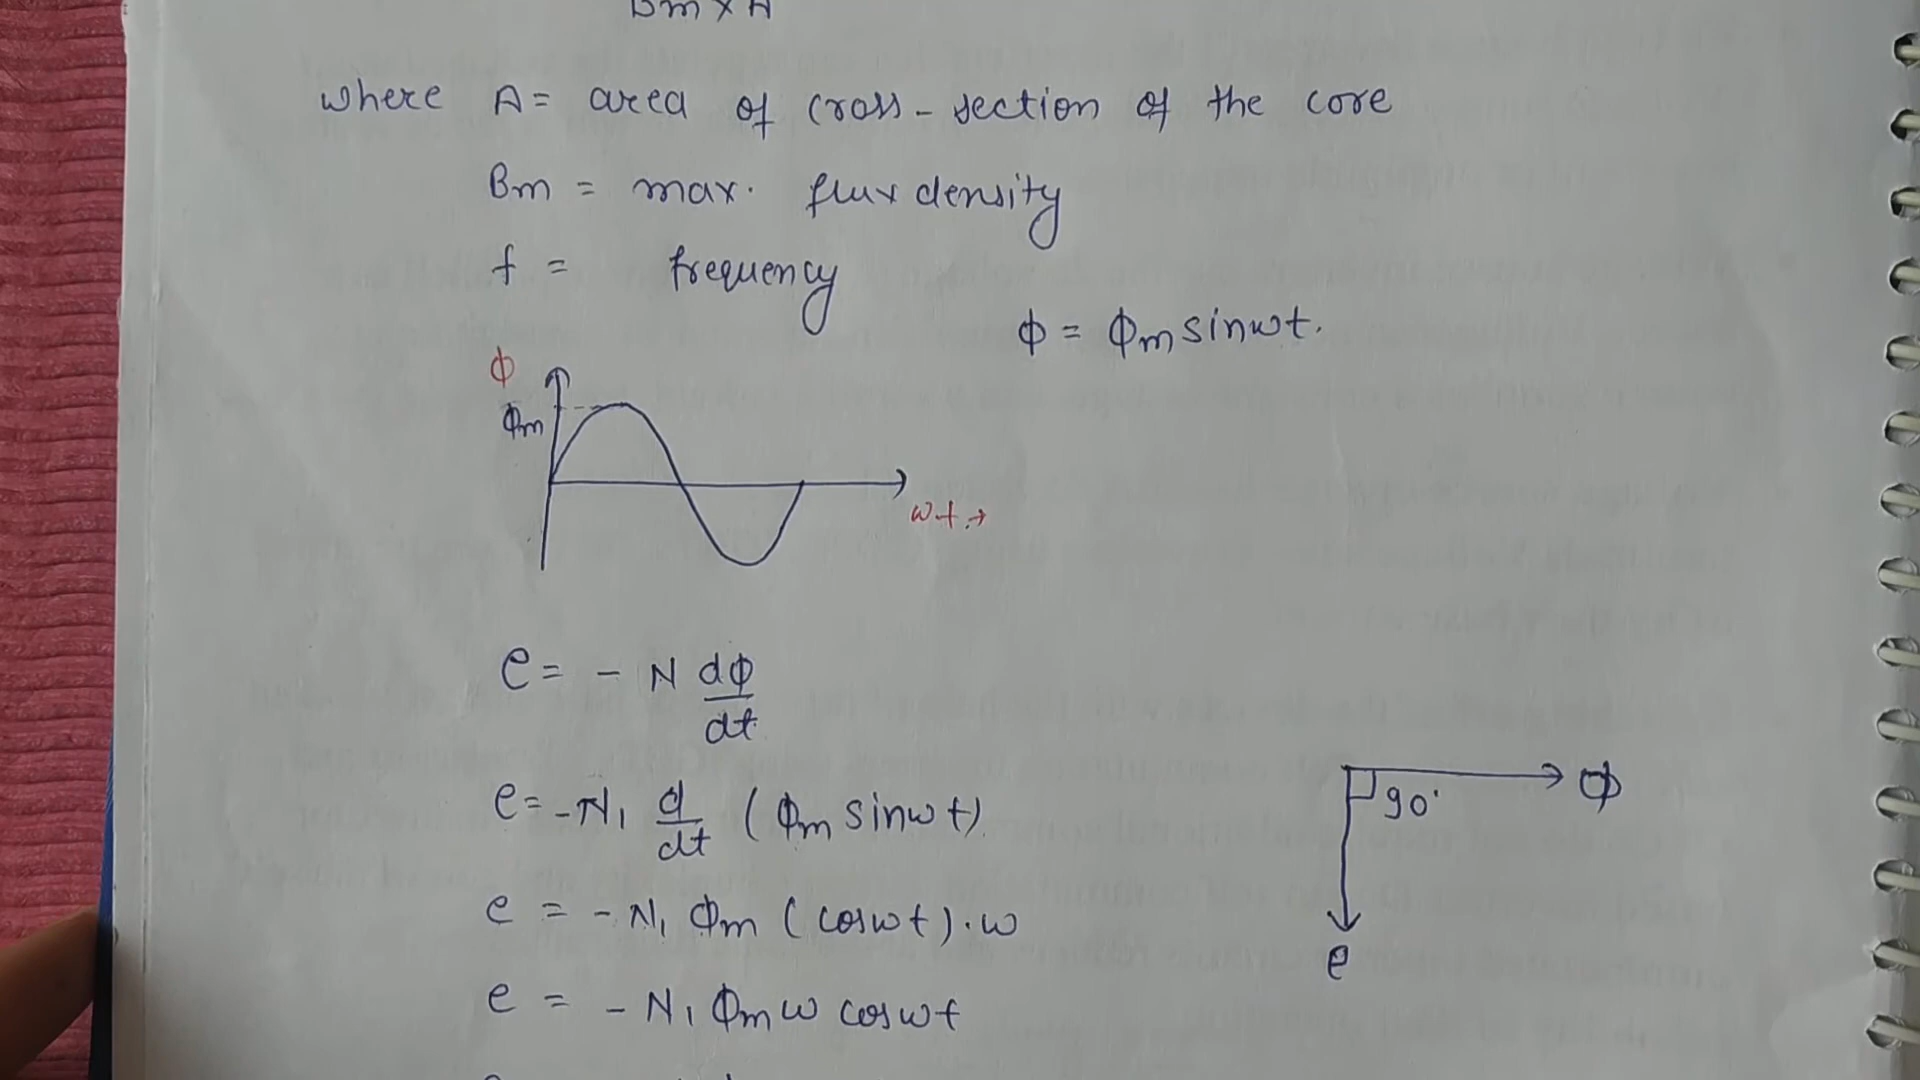 Bm × A
where A = area of cross-section of the core
Bm = max. flux density
f = frequency
ϕ = ϕm sinωt.
ϕ
ϕm
ωt →
e = - N dϕ/dt
e = -N₁ d/dt (ϕm sinωt)
e = - N₁ ϕm (cosωt).ω
e = - N₁ ϕm ω cosωt
90°
ϕ
e